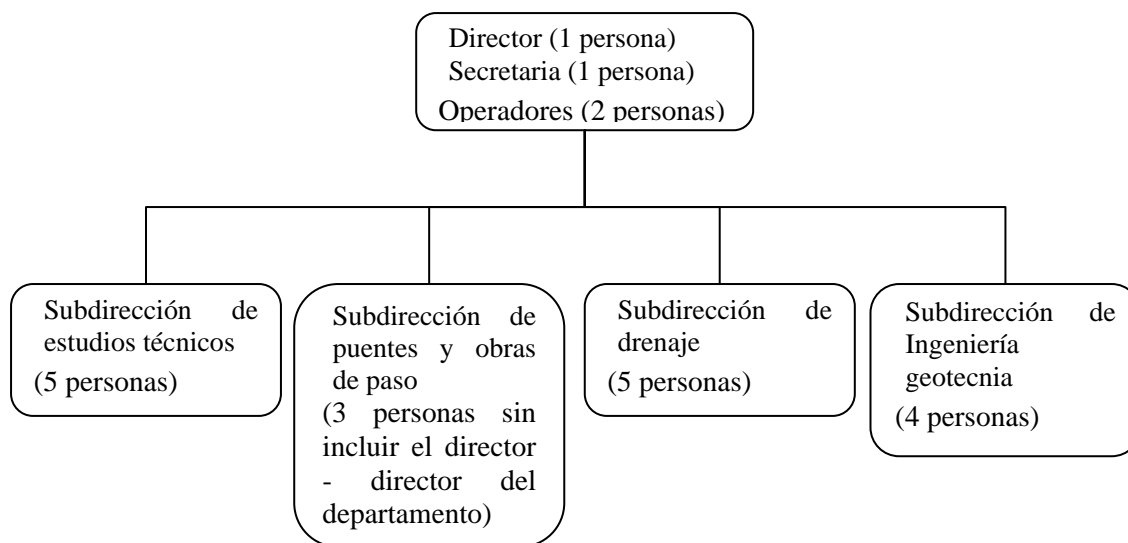 Director (1 persona)
Secretaria (1 persona)
Operadores (2 personas)
Subdirección de
estudios técnicos
(5 personas)
Subdirección de
puentes y obras
de paso
(3 personas sin
incluir el director
- director del
departamento)
Subdirección de
drenaje
(5 personas)
Subdirección de
Ingeniería
geotecnia
(4 personas)